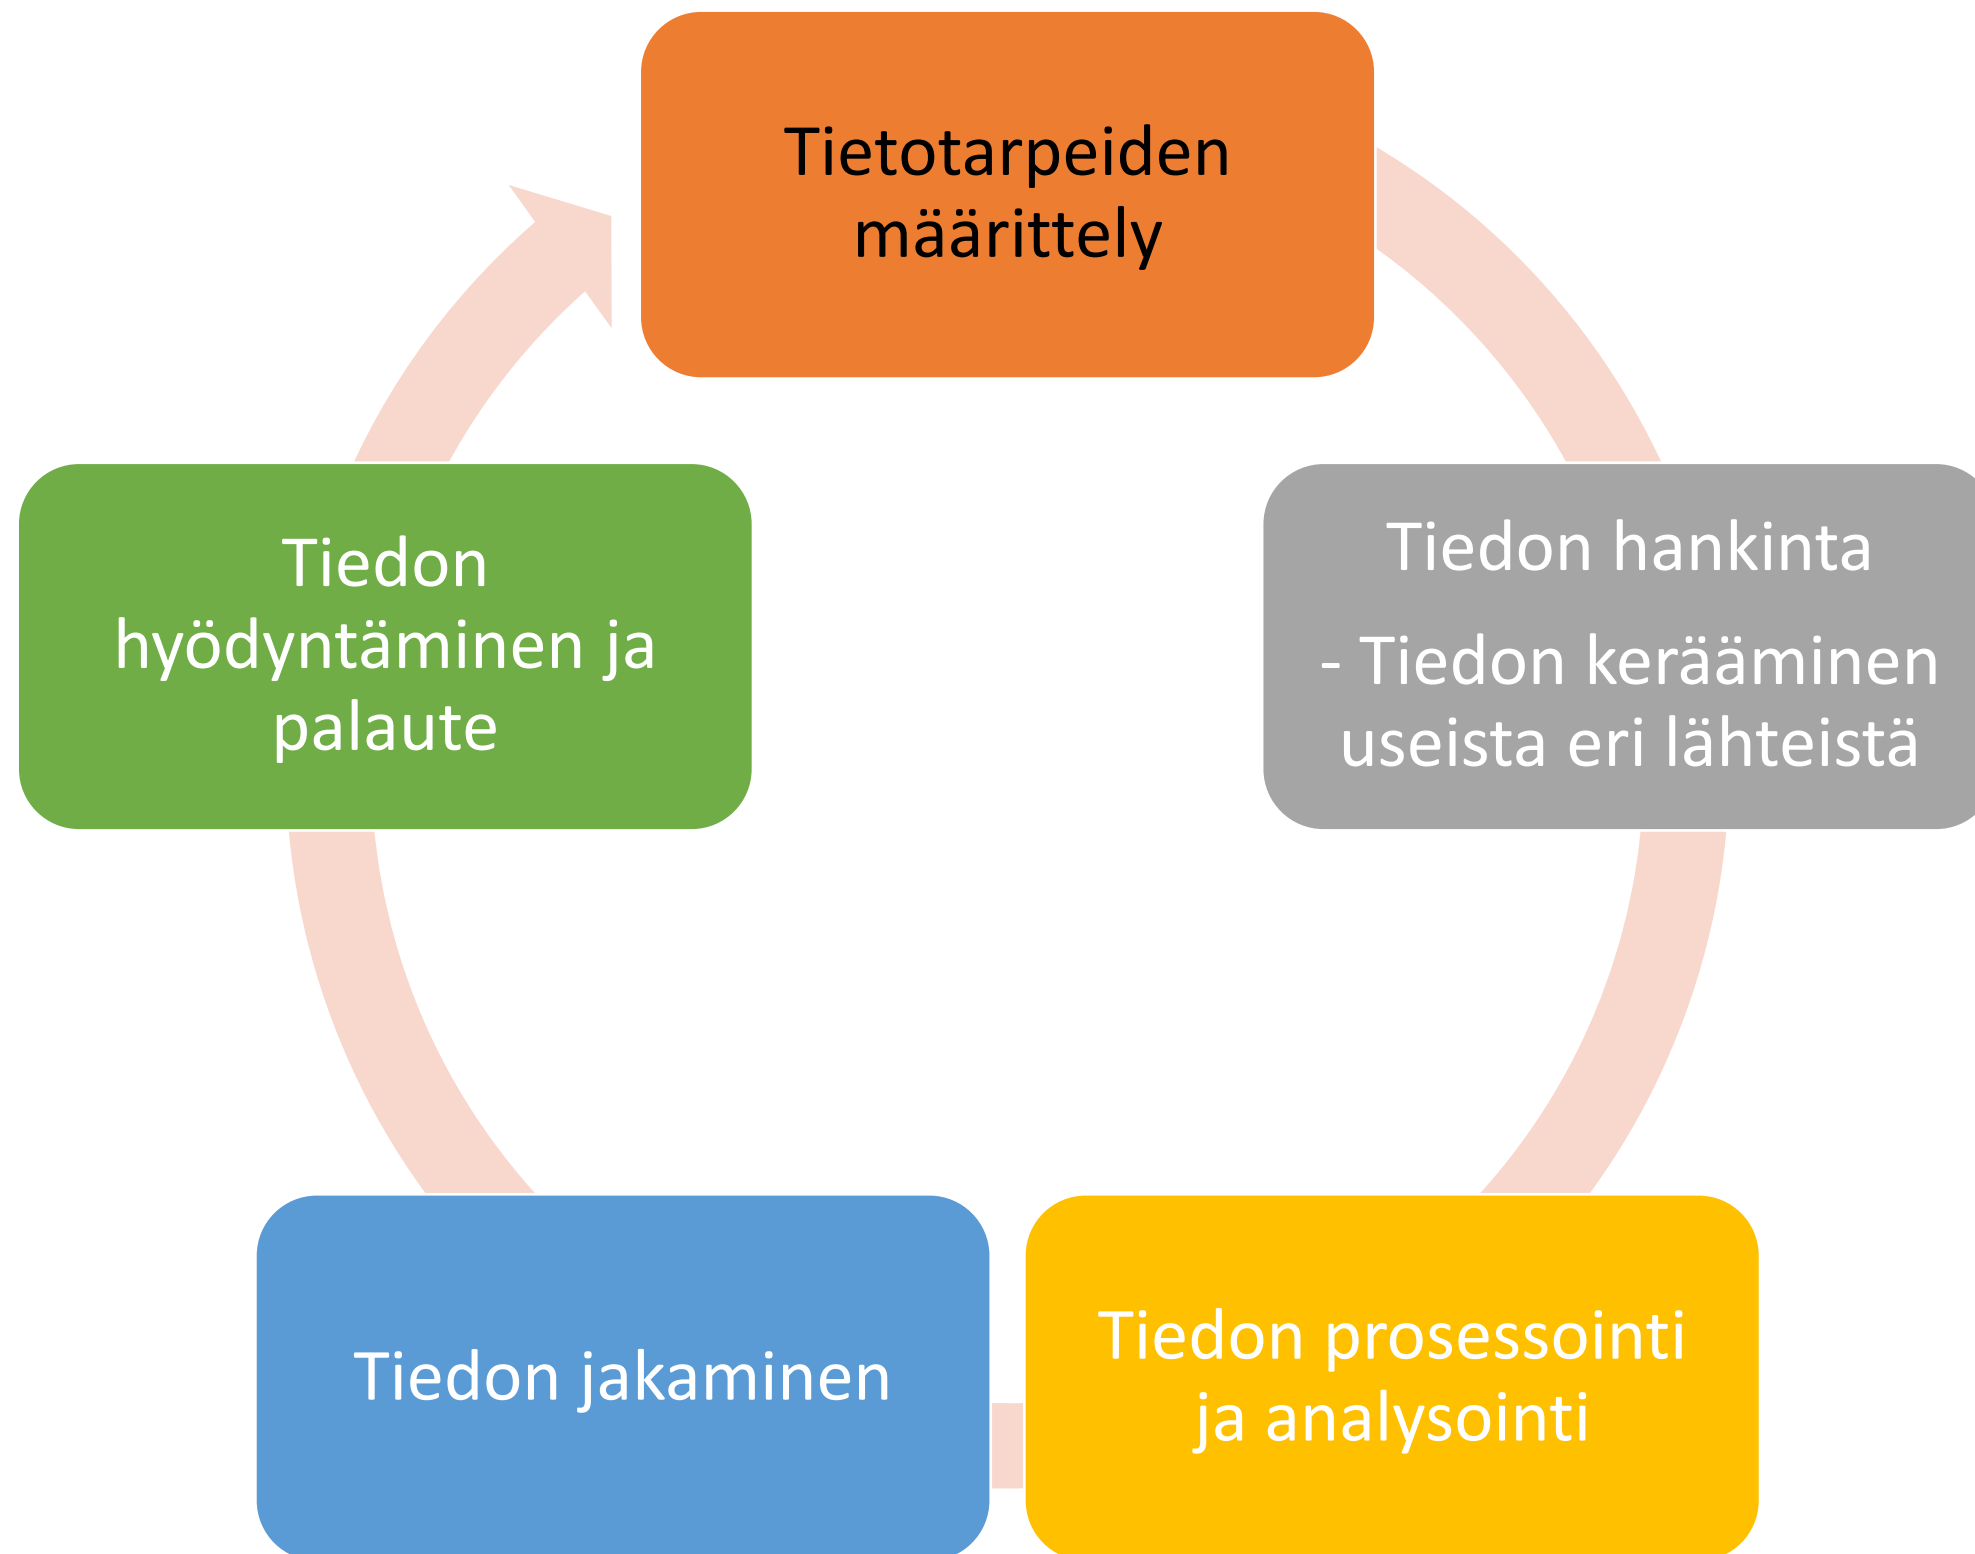 Tietotarpeiden
määrittely
Tiedon hankinta
- Tiedon kerääminen
useista eri lähteistä
Tiedon prosessointi
ja analysointi
Tiedon jakaminen
Tiedon
hyödyntäminen ja
palaute